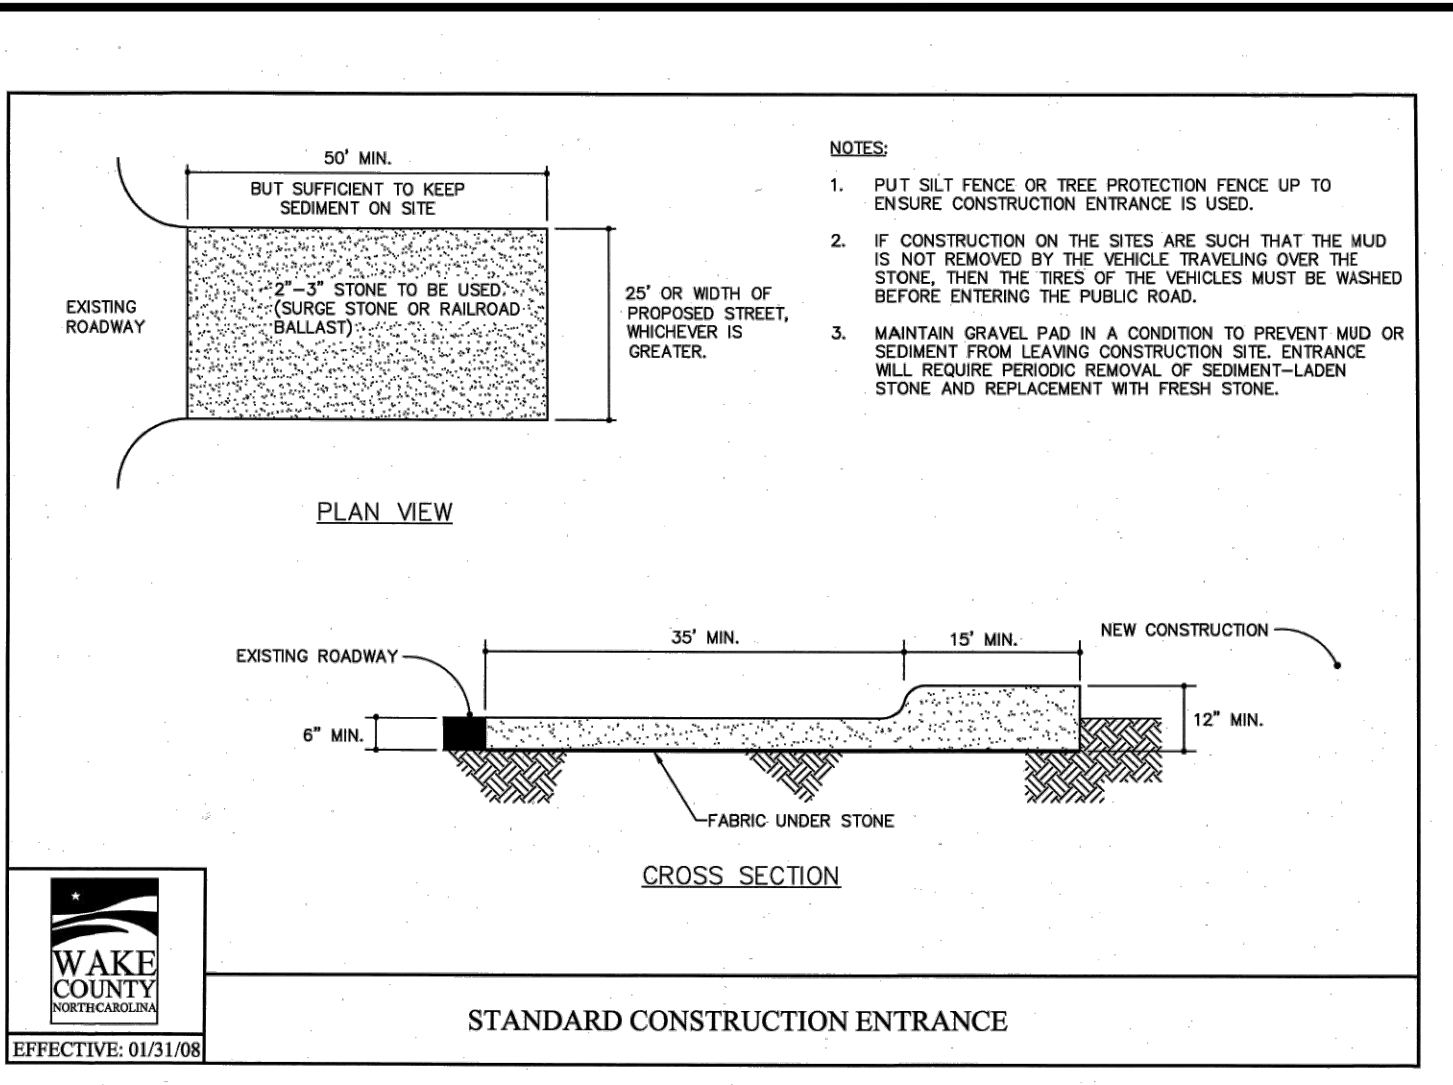 50' MIN.
BUT SUFFICIENT TO KEEP
SEDIMENT ON SITE
EXISTING
ROADWAY
2"-3" STONE TO BE USED.
(SURGE STONE OR RAILROAD
BALLAST)
25' OR WIDTH OF
PROPOSED STREET,
WHICHEVER IS
GREATER.
PLAN VIEW
NOTES:
1. PUT SILT FENCE OR TREE PROTECTION FENCE UP TO
ENSURE CONSTRUCTION ENTRANCE IS USED.
2. IF CONSTRUCTION ON THE SITES ARE SUCH THAT THE MUD
IS NOT REMOVED BY THE VEHICLE TRAVELING OVER THE
STONE, THEN THE TIRES OF THE VEHICLES MUST BE WASHED
BEFORE ENTERING THE PUBLIC ROAD.
3. MAINTAIN GRAVEL PAD IN A CONDITION TO PREVENT MUD OR
SEDIMENT FROM LEAVING CONSTRUCTION SITE. ENTRANCE
WILL REQUIRE PERIODIC REMOVAL OF SEDIMENT-LADEN
STONE AND REPLACEMENT WITH FRESH STONE.
EXISTING ROADWAY
35' MIN.
15' MIN.
NEW CONSTRUCTION
6" MIN.
12" MIN.
FABRIC UNDER STONE
CROSS SECTION
WAKE
COUNTY
NORTH CAROLINA
EFFECTIVE: 01/31/08
STANDARD CONSTRUCTION ENTRANCE